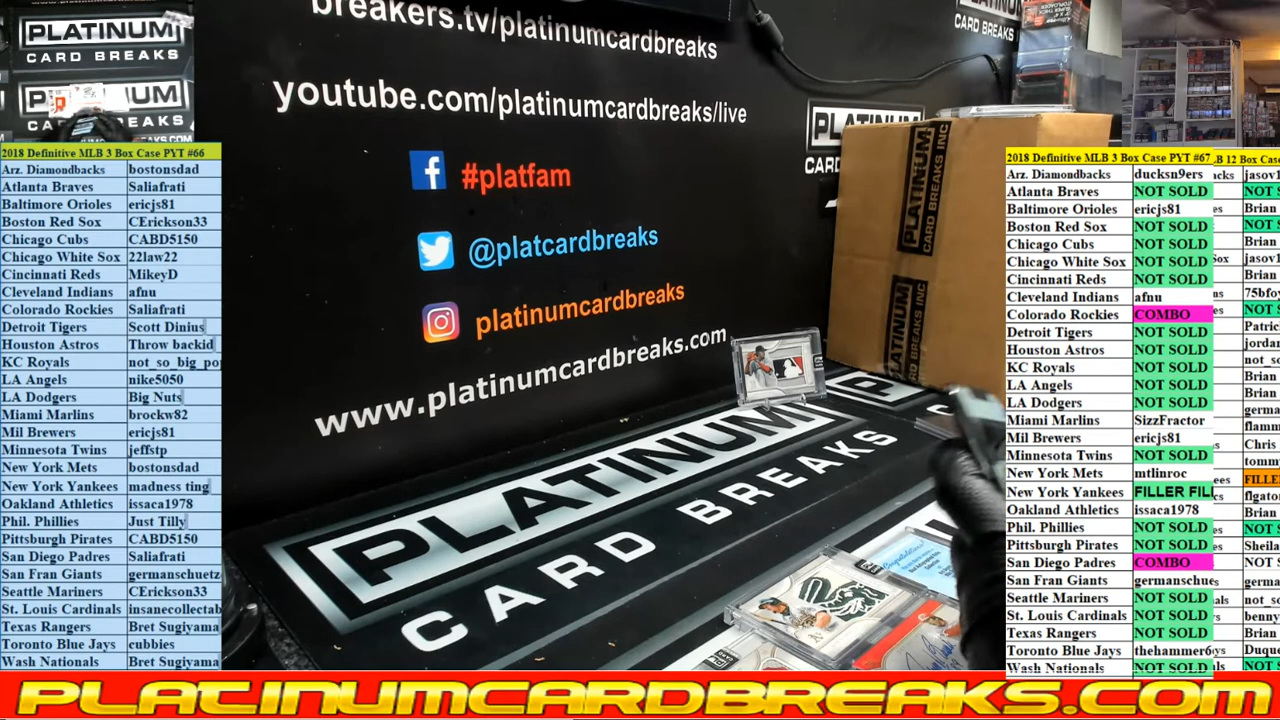 PLATINUM
CARD BREAKS
breakers.tv/platinumcardbreaks
youtube.com/platinumcardbreaks/live
#platfam
@platcardbreaks
platinumcardbreaks
www.platinumcardbreaks.com
PLATINUM
PLATINUM CARD BREAKS INC
PLATINUM
CARD BREAKS
Congratulations!
2018 Definitive MLB 3 Box Case PYT #66
Arz. Diamondbacks bostonsdad
Atlanta Braves Saliafrati
Baltimore Orioles ericjs81
Boston Red Sox CErickson33
Chicago Cubs CABD5150
Chicago White Sox 22law22
Cincinnati Reds MikeyD
Cleveland Indians afnu
Colorado Rockies Saliafrati
Detroit Tigers Scott Dinius
Houston Astros Throw backid
KC Royals not_so_big_po
LA Angels nike5050
LA Dodgers Big Nuts
Miami Marlins brockw82
Mil Brewers ericjs81
Minnesota Twins jeffstp
New York Mets bostonsdad
New York Yankees madness ting
Oakland Athletics issaca1978
Phil. Phillies Just Tilly
Pittsburgh Pirates CABD5150
San Diego Padres Saliafrati
San Fran Giants germanschuetz
Seattle Mariners CErickson33
St. Louis Cardinals insanecollectab
Texas Rangers Bret Sugiyama
Toronto Blue Jays cubbies
Wash Nationals Bret Sugiyama
2018 Definitive MLB 3 Box Case PYT #67
Arz. Diamondbacks ducksn9ers
Atlanta Braves NOT SOLD
Baltimore Orioles ericjs81
Boston Red Sox NOT SOLD
Chicago Cubs NOT SOLD
Chicago White Sox NOT SOLD
Cincinnati Reds NOT SOLD
Cleveland Indians afnu
Colorado Rockies COMBO
Detroit Tigers NOT SOLD
Houston Astros NOT SOLD
KC Royals NOT SOLD
LA Angels NOT SOLD
LA Dodgers NOT SOLD
Miami Marlins SizzFractor
Mil Brewers ericjs81
Minnesota Twins NOT SOLD
New York Mets mtlinroc
New York Yankees FILLER FIL
Oakland Athletics issaca1978
Phil. Phillies NOT SOLD
Pittsburgh Pirates NOT SOLD
San Diego Padres COMBO
San Fran Giants germanschue
Seattle Mariners NOT SOLD
St. Louis Cardinals NOT SOLD
Texas Rangers NOT SOLD
Toronto Blue Jays thehammer6
Wash Nationals NOT SOLD
PLATINUMCARDBREAKS.COM